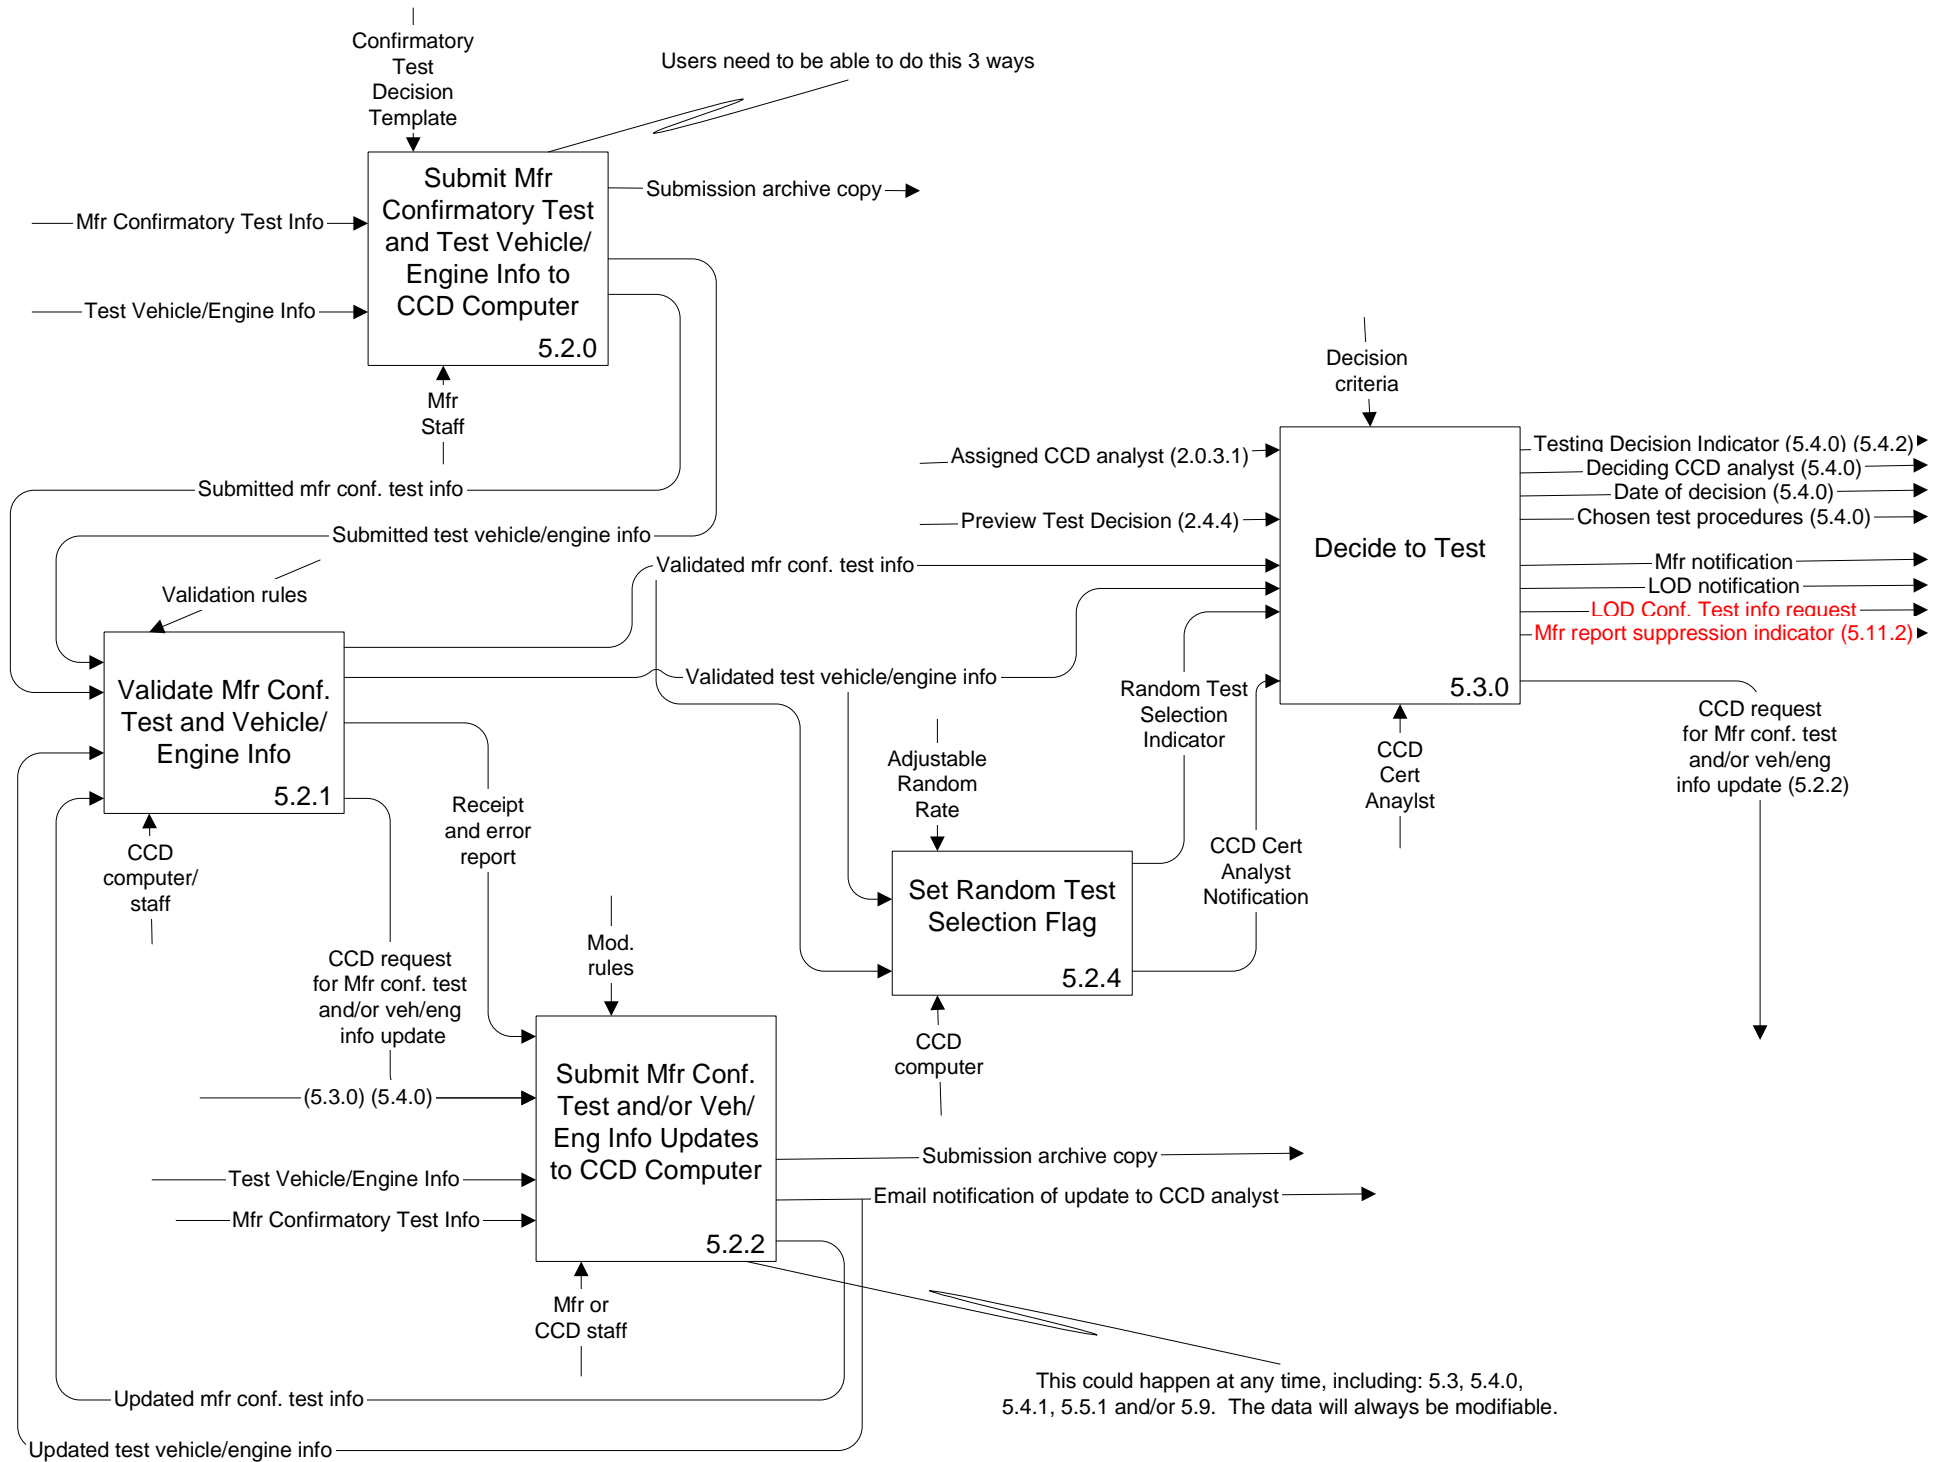 Confirmatory
Test
Decision
Template
Users need to be able to do this 3 ways
Submit Mfr
Confirmatory Test
and Test Vehicle/
Engine Info to
CCD Computer
5.2.0
Submission archive copy
Mfr Confirmatory Test Info
Test Vehicle/Engine Info
Mfr
Staff
Submitted mfr conf. test info
Submitted test vehicle/engine info
Validation rules
Validate Mfr Conf.
Test and Vehicle/
Engine Info
5.2.1
CCD
computer/
staff
Receipt
and error
report
CCD request
for Mfr conf. test
and/or veh/eng
info update
(5.3.0) (5.4.0)
Mod.
rules
Submit Mfr Conf.
Test and/or Veh/
Eng Info Updates
to CCD Computer
5.2.2
Test Vehicle/Engine Info
Mfr Confirmatory Test Info
Mfr or
CCD staff
Submission archive copy
Email notification of update to CCD analyst
Updated mfr conf. test info
Updated test vehicle/engine info
This could happen at any time, including: 5.3, 5.4.0,
5.4.1, 5.5.1 and/or 5.9. The data will always be modifiable.
Validated mfr conf. test info
Validated test vehicle/engine info
Adjustable
Random
Rate
Set Random Test
Selection Flag
5.2.4
CCD
computer
Random Test
Selection
Indicator
CCD Cert
Analyst
Notification
Decision
criteria
Assigned CCD analyst (2.0.3.1)
Preview Test Decision (2.4.4)
Decide to Test
5.3.0
CCD
Cert
Anaylst
Testing Decision Indicator (5.4.0) (5.4.2)
Deciding CCD analyst (5.4.0)
Date of decision (5.4.0)
Chosen test procedures (5.4.0)
Mfr notification
LOD notification
LOD Conf. Test info request
Mfr report suppression indicator (5.11.2)
CCD request
for Mfr conf. test
and/or veh/eng
info update (5.2.2)